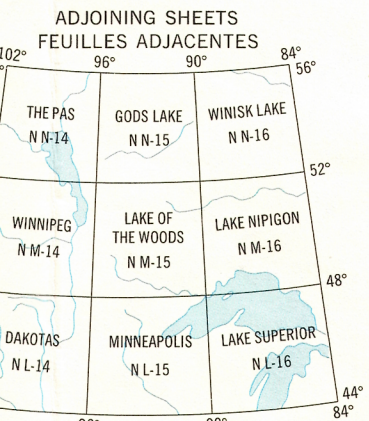 ADJOINING SHEETS
FEUILLES ADJACENTES
102° 96° 90° 84°
56°
THE PAS
N N-14
GODS LAKE
N N-15
WINISK LAKE
N N-16
52°
WINNIPEG
N M-14
LAKE OF
THE WOODS
N M-15
LAKE NIPIGON
N M-16
48°
DAKOTAS
N L-14
MINNEAPOLIS
N L-15
LAKE SUPERIOR
N L-16
44°
84°